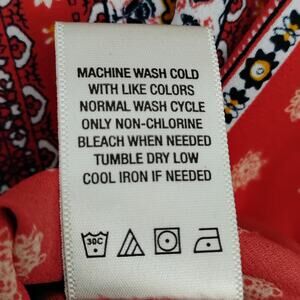 MACHINE WASH COLD
WITH LIKE COLORS
NORMAL WASH CYCLE
ONLY NON-CHLORINE
BLEACH WHEN NEEDED
TUMBLE DRY LOW
COOL IRON IF NEEDED
30C